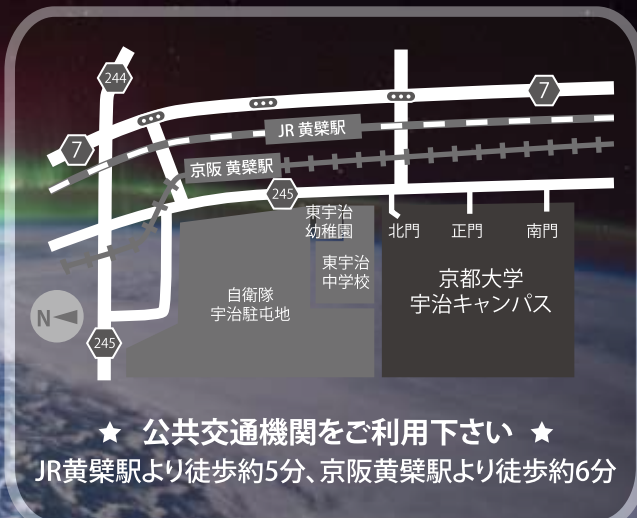 244
7
7
JR 黄檗駅
京阪 黄檗駅
245
東宇治
幼稚園
北門
正門
南門
東宇治
中学校
京都大学
宇治キャンパス
自衛隊
宇治駐屯地
N
245
★ 公共交通機関をご利用下さい ★
JR黄檗駅より徒歩約5分、京阪黄檗駅より徒歩約6分